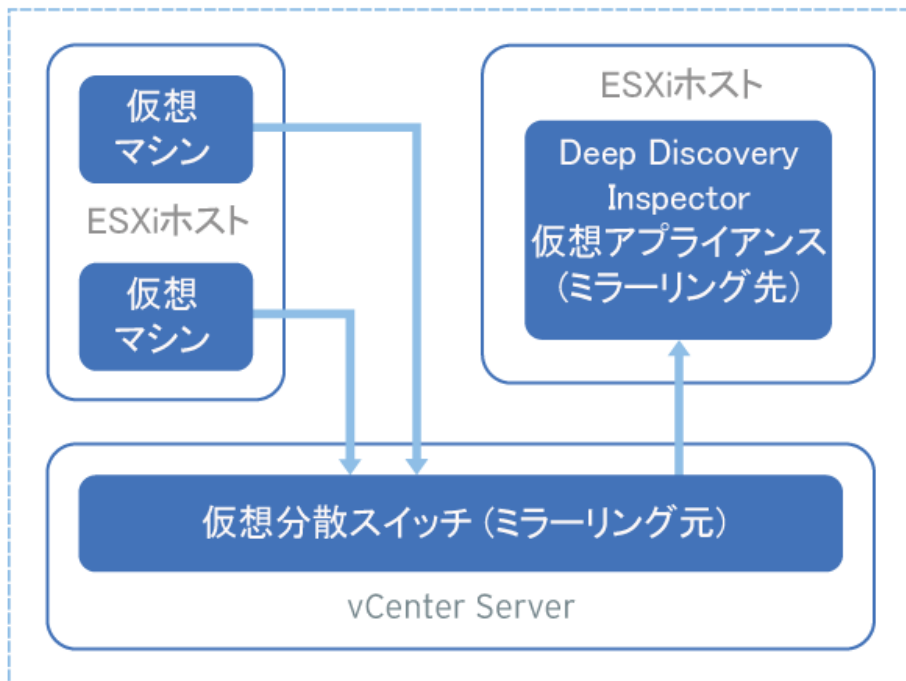 仮想
マシン
ESXiホスト
仮想
マシン
ESXiホスト
Deep Discovery
Inspector
仮想アプライアンス
(ミラーリング先)
仮想分散スイッチ (ミラーリング元)
vCenter Server